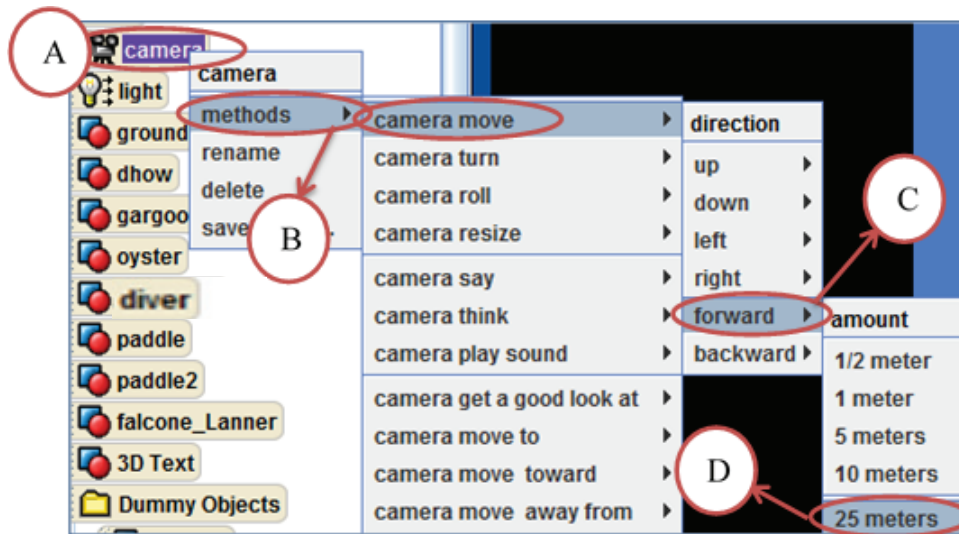 A
camera
light
ground
dhow
gargoo
oyster
diver
paddle
paddle2
falcone_Lanner
3D Text
Dummy Objects
camera
methods
rename
delete
save
B
camera move
camera turn
camera roll
camera resize
camera say
camera think
camera play sound
camera get a good look at
camera move to
camera move toward
camera move away from
direction
up
down
left
right
forward
backward
C
amount
1/2 meter
1 meter
5 meters
10 meters
25 meters
D